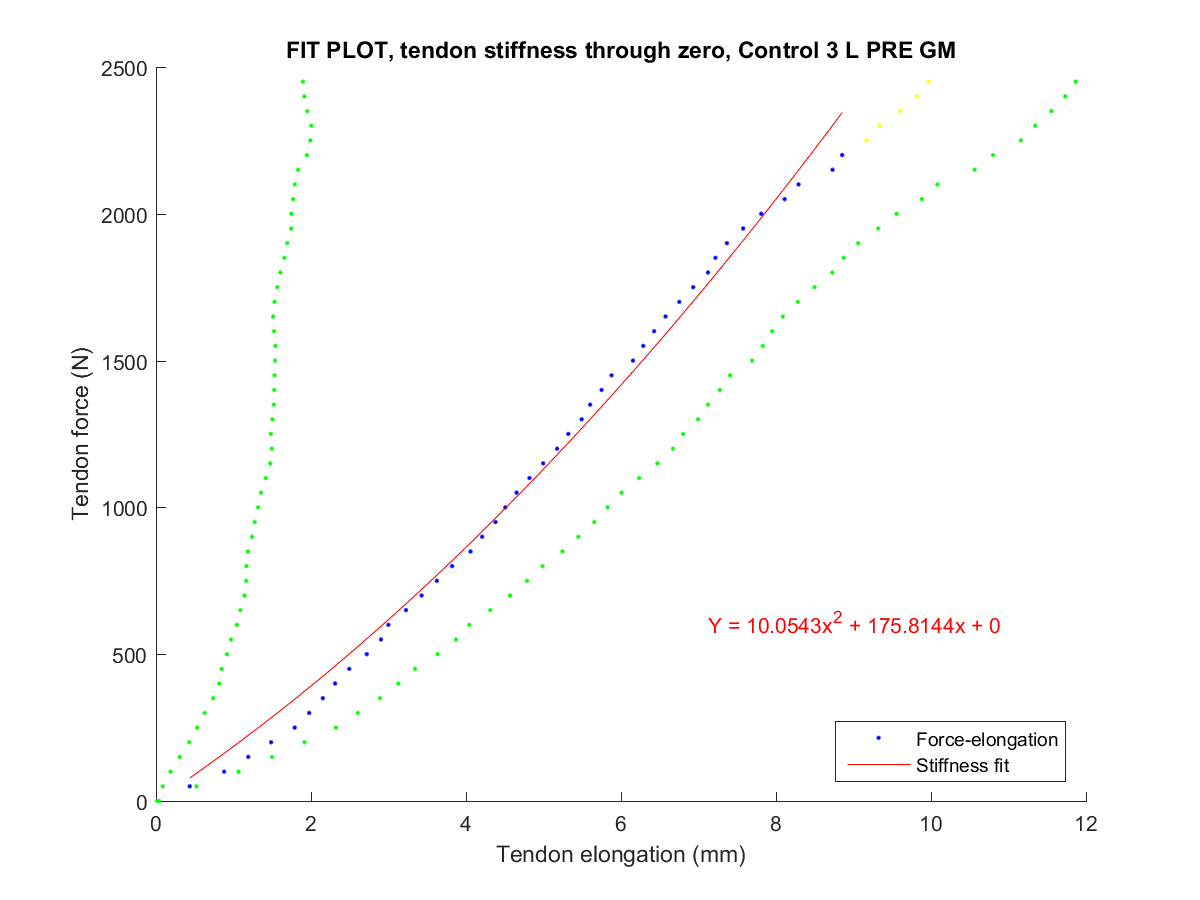 FIT PLOT, tendon stiffness through zero, Control 3 L PRE GM
2500
2000
1500
1000
500
0
Tendon force (N)
Y = 10.0543x² + 175.8144x + 0
Force-elongation
Stiffness fit
0 2 4 6 8 10 12
Tendon elongation (mm)